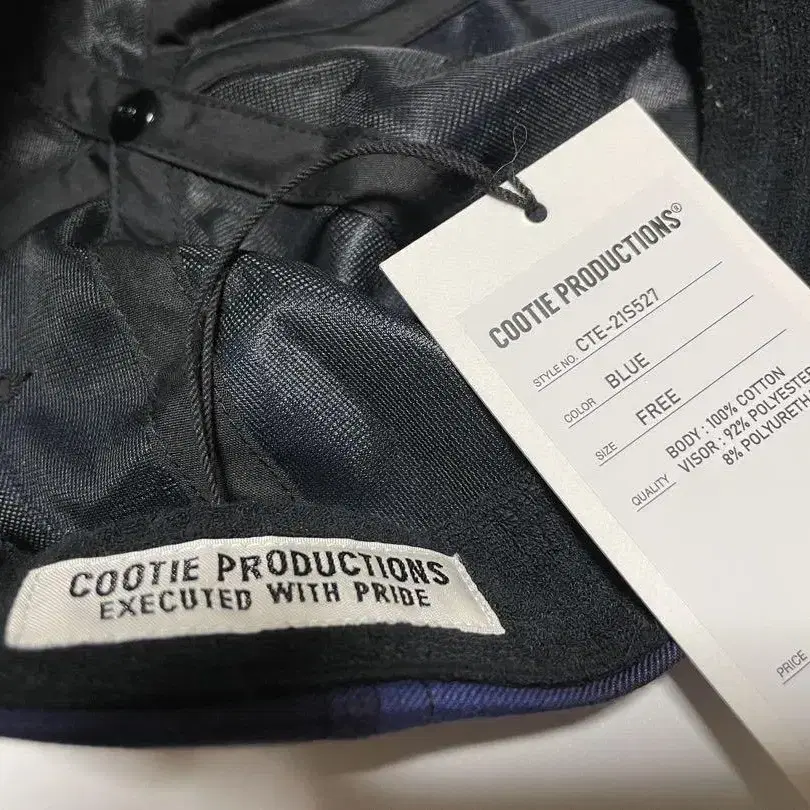 COOTIE PRODUCTIONS®
STYLE NO. CTE-21S527
COLOR BLUE
SIZE FREE
QUALITY BODY : 100% COTTON
VISOR : 92% POLYESTER
8% POLYURETHA
PRICE
COOTIE PRODUCTIONS
EXECUTED WITH PRIDE